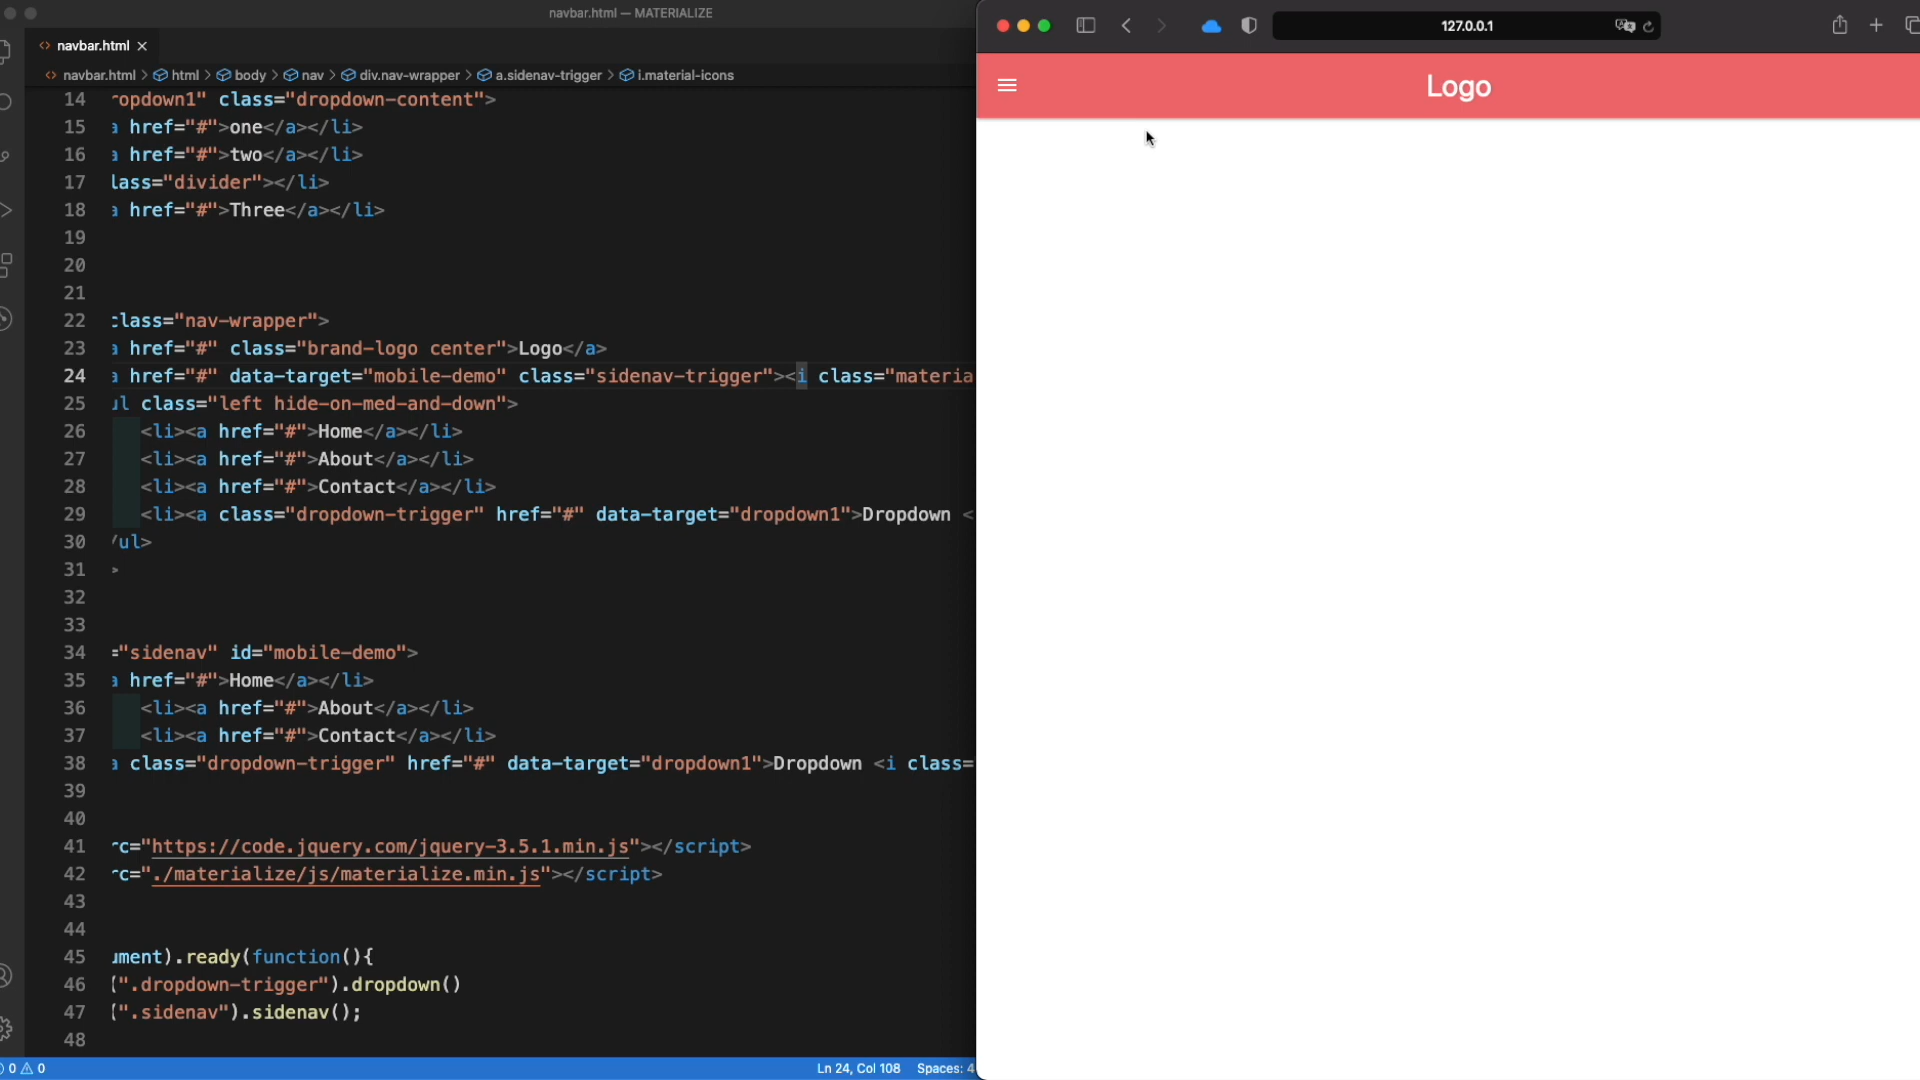 navbar.html — MATERIALIZE
navbar.html
navbar.html > html > body > nav > div.nav-wrapper > a.sidenav-trigger > i.material-icons
14 ropdown1" class="dropdown-content">
15 a href="#">one</a></li>
16 a href="#">two</a></li>
17 lass="divider"></li>
18 a href="#">Three</a></li>
19
20
21
22 class="nav-wrapper">
23 a href="#" class="brand-logo center">Logo</a>
24 a href="#" data-target="mobile-demo" class="sidenav-trigger"><i class="materia
25 ul class="left hide-on-med-and-down">
26 <li><a href="#">Home</a></li>
27 <li><a href="#">About</a></li>
28 <li><a href="#">Contact</a></li>
29 <li><a class="dropdown-trigger" href="#" data-target="dropdown1">Dropdown <
30 /ul>
31 >
32
33
34 ="sidenav" id="mobile-demo">
35 a href="#">Home</a></li>
36 <li><a href="#">About</a></li>
37 <li><a href="#">Contact</a></li>
38 a class="dropdown-trigger" href="#" data-target="dropdown1">Dropdown <i class=
39
40
41 rc="https://code.jquery.com/jquery-3.5.1.min.js"></script>
42 rc="./materialize/js/materialize.min.js"></script>
43
44
45 ument).ready(function(){
46 (".dropdown-trigger").dropdown()
47 (".sidenav").sidenav();
48
0 0 Ln 24, Col 108 Spaces: 4
127.0.0.1
Logo